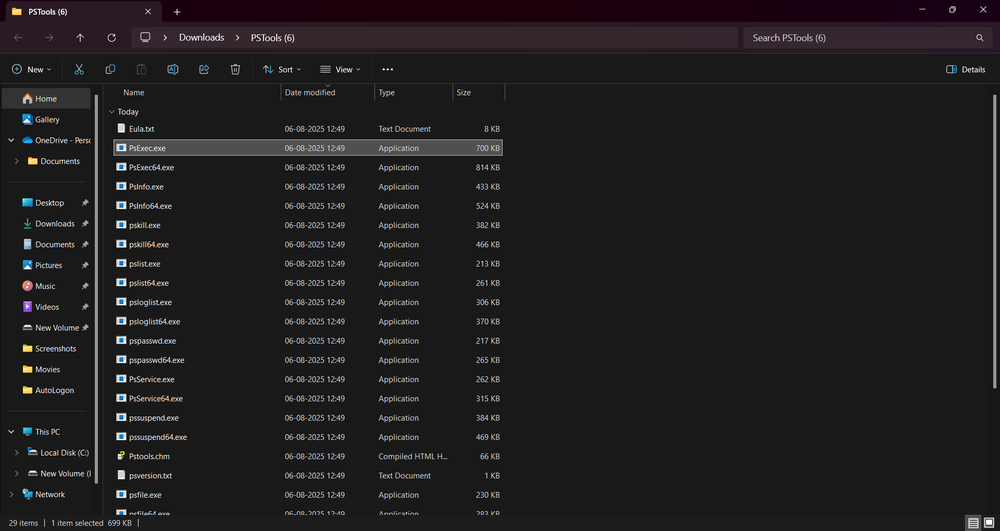 PSTools (6)
Downloads PSTools (6)
Search PSTools (6)
New Sort View Details
Home
Gallery
OneDrive - Perso
Documents
Desktop
Downloads
Documents
Pictures
Music
Videos
New Volume
Screenshots
Movies
AutoLogon
This PC
Local Disk (C:)
New Volume (
Network
Name Date modified Type Size
Today
Eula.txt 06-08-2025 12:49 Text Document 8 KB
PsExec.exe 06-08-2025 12:49 Application 700 KB
PsExec64.exe 06-08-2025 12:49 Application 814 KB
PsInfo.exe 06-08-2025 12:49 Application 433 KB
PsInfo64.exe 06-08-2025 12:49 Application 524 KB
pskill.exe 06-08-2025 12:49 Application 382 KB
pskill64.exe 06-08-2025 12:49 Application 466 KB
pslist.exe 06-08-2025 12:49 Application 213 KB
pslist64.exe 06-08-2025 12:49 Application 261 KB
psloglist.exe 06-08-2025 12:49 Application 306 KB
psloglist64.exe 06-08-2025 12:49 Application 370 KB
pspasswd.exe 06-08-2025 12:49 Application 217 KB
pspasswd64.exe 06-08-2025 12:49 Application 265 KB
PsService.exe 06-08-2025 12:49 Application 262 KB
PsService64.exe 06-08-2025 12:49 Application 315 KB
pssuspend.exe 06-08-2025 12:49 Application 384 KB
pssuspend64.exe 06-08-2025 12:49 Application 469 KB
Pstools.chm 06-08-2025 12:49 Compiled HTML H... 66 KB
psversion.txt 06-08-2025 12:49 Text Document 1 KB
psfile.exe 06-08-2025 12:49 Application 230 KB
psfile64.exe 06-08-2025 12:49 Application 283 KB
29 items 1 item selected 699 KB